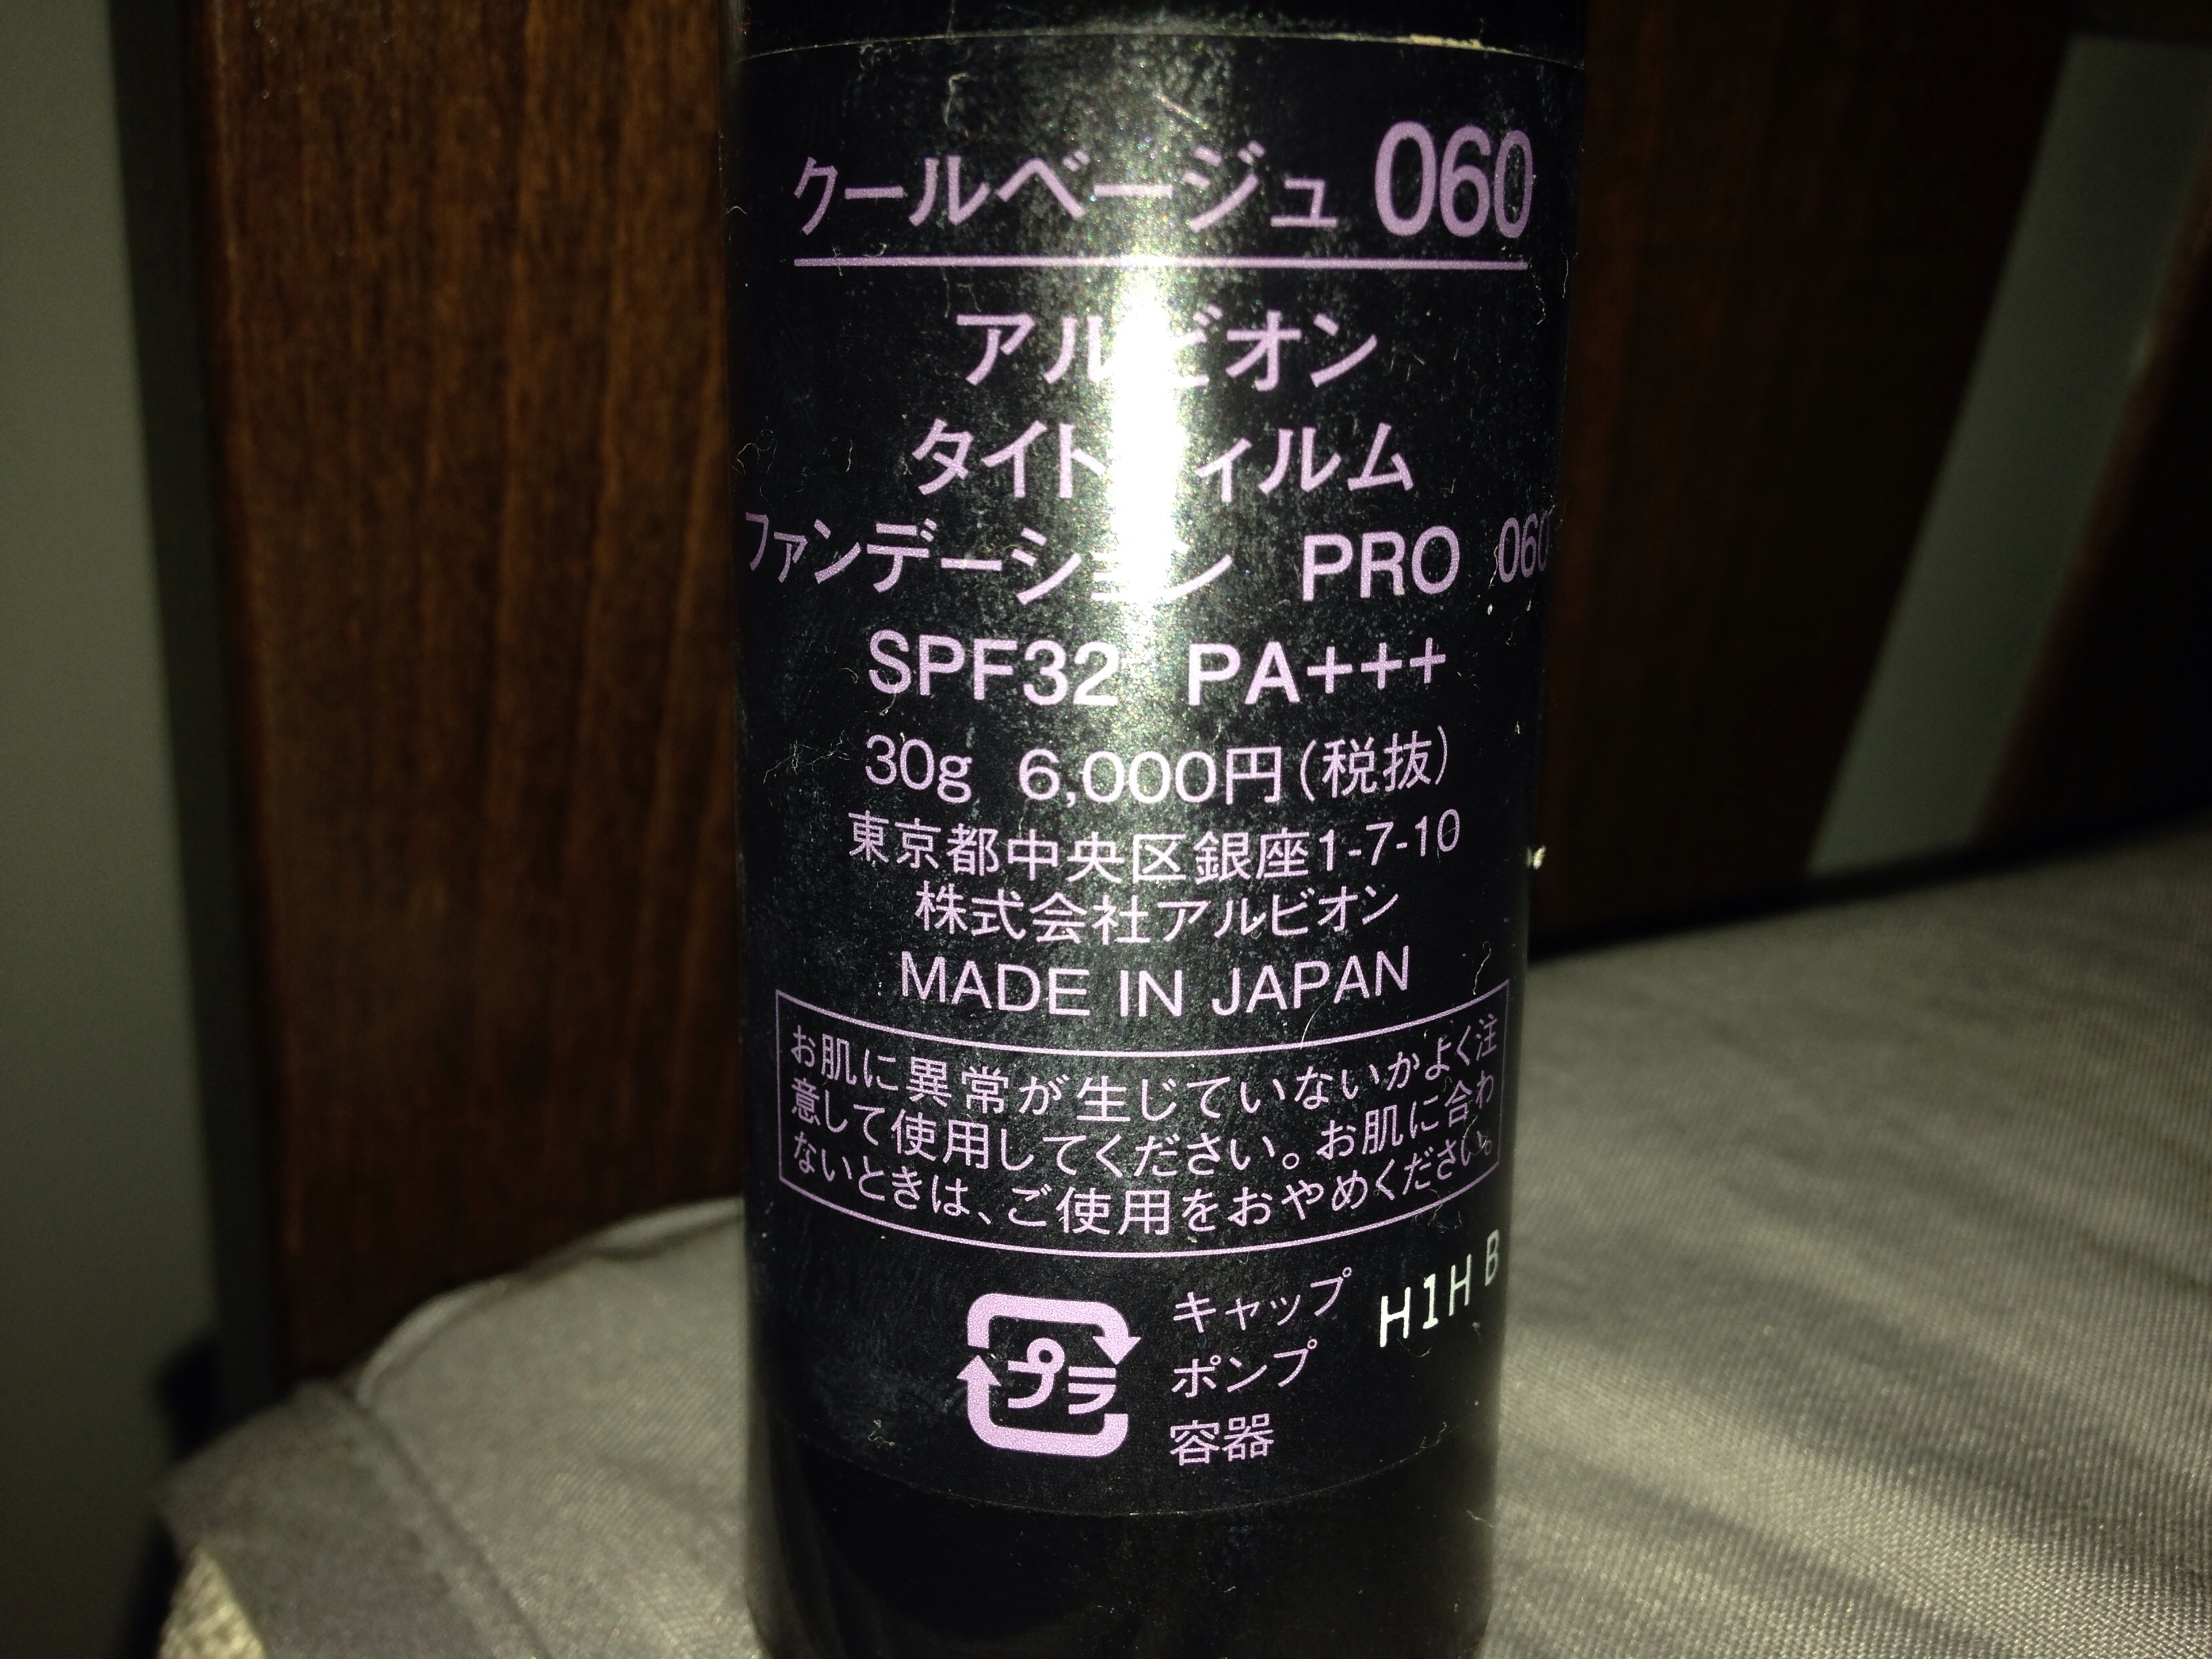 クールベージュ 060
アルビオン
タイトフィルム
ファンデーション PRO 060
SPF32 PA+++
30g 6,000円(税抜)
東京都中央区銀座1-7-10
株式会社アルビオン
MADE IN JAPAN
お肌に異常が生じていないかよく注
意して使用してください。お肌に合わ
ないときは、ご使用をおやめください。
H1H B
プラ
キャップ
ポンプ
容器